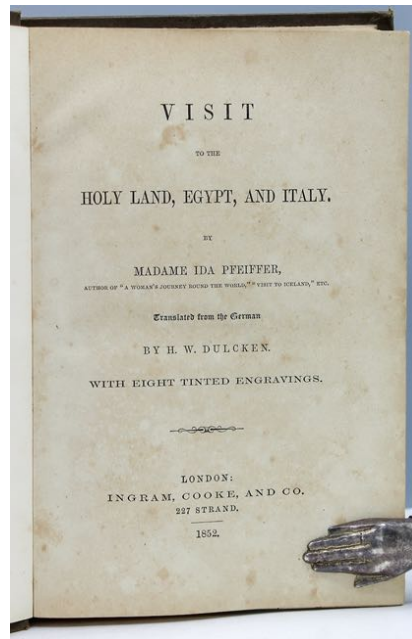 VISIT
TO THE
HOLY LAND, EGYPT, AND ITALY.
BY
MADAME IDA PFEIFFER,
AUTHOR OF "A WOMAN'S JOURNEY ROUND THE WORLD," "VISIT TO ICELAND," ETC.
Translated from the German
BY H. W. DULCKEN.
WITH EIGHT TINTED ENGRAVINGS.
LONDON:
INGRAM, COOKE, AND CO.
227 STRAND.
1852.